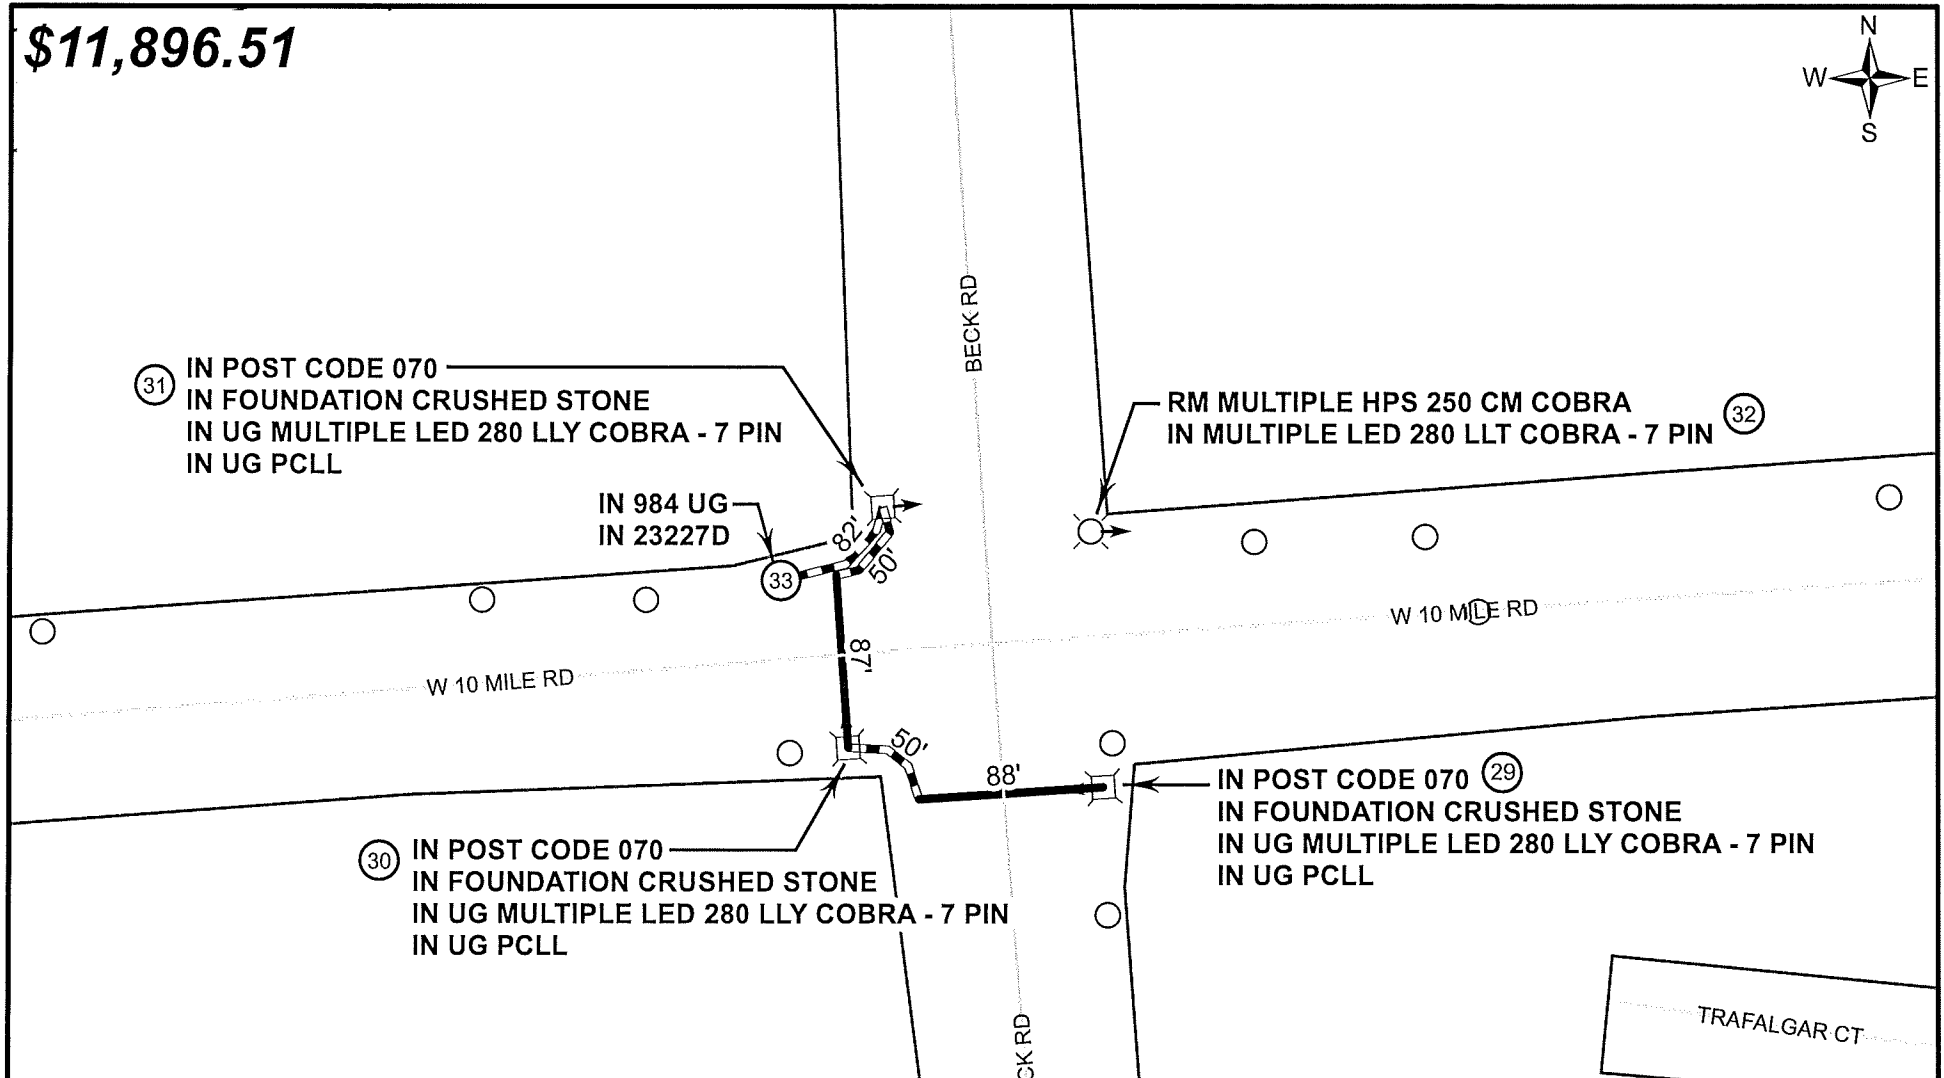 $11,896.51
N
W E
S
BECK RD
31
IN POST CODE 070
IN FOUNDATION CRUSHED STONE
IN UG MULTIPLE LED 280 LLY COBRA - 7 PIN
IN UG PCLL
RM MULTIPLE HPS 250 CM COBRA
IN MULTIPLE LED 280 LLT COBRA - 7 PIN
32
IN 984 UG
IN 23227D
33
82'
50'
87'
W 10 MILE RD
W 10 MILE RD
50'
88'
IN POST CODE 070 29
IN FOUNDATION CRUSHED STONE
IN UG MULTIPLE LED 280 LLY COBRA - 7 PIN
IN UG PCLL
30
IN POST CODE 070
IN FOUNDATION CRUSHED STONE
IN UG MULTIPLE LED 280 LLY COBRA - 7 PIN
IN UG PCLL
CK RD
TRAFALGAR CT